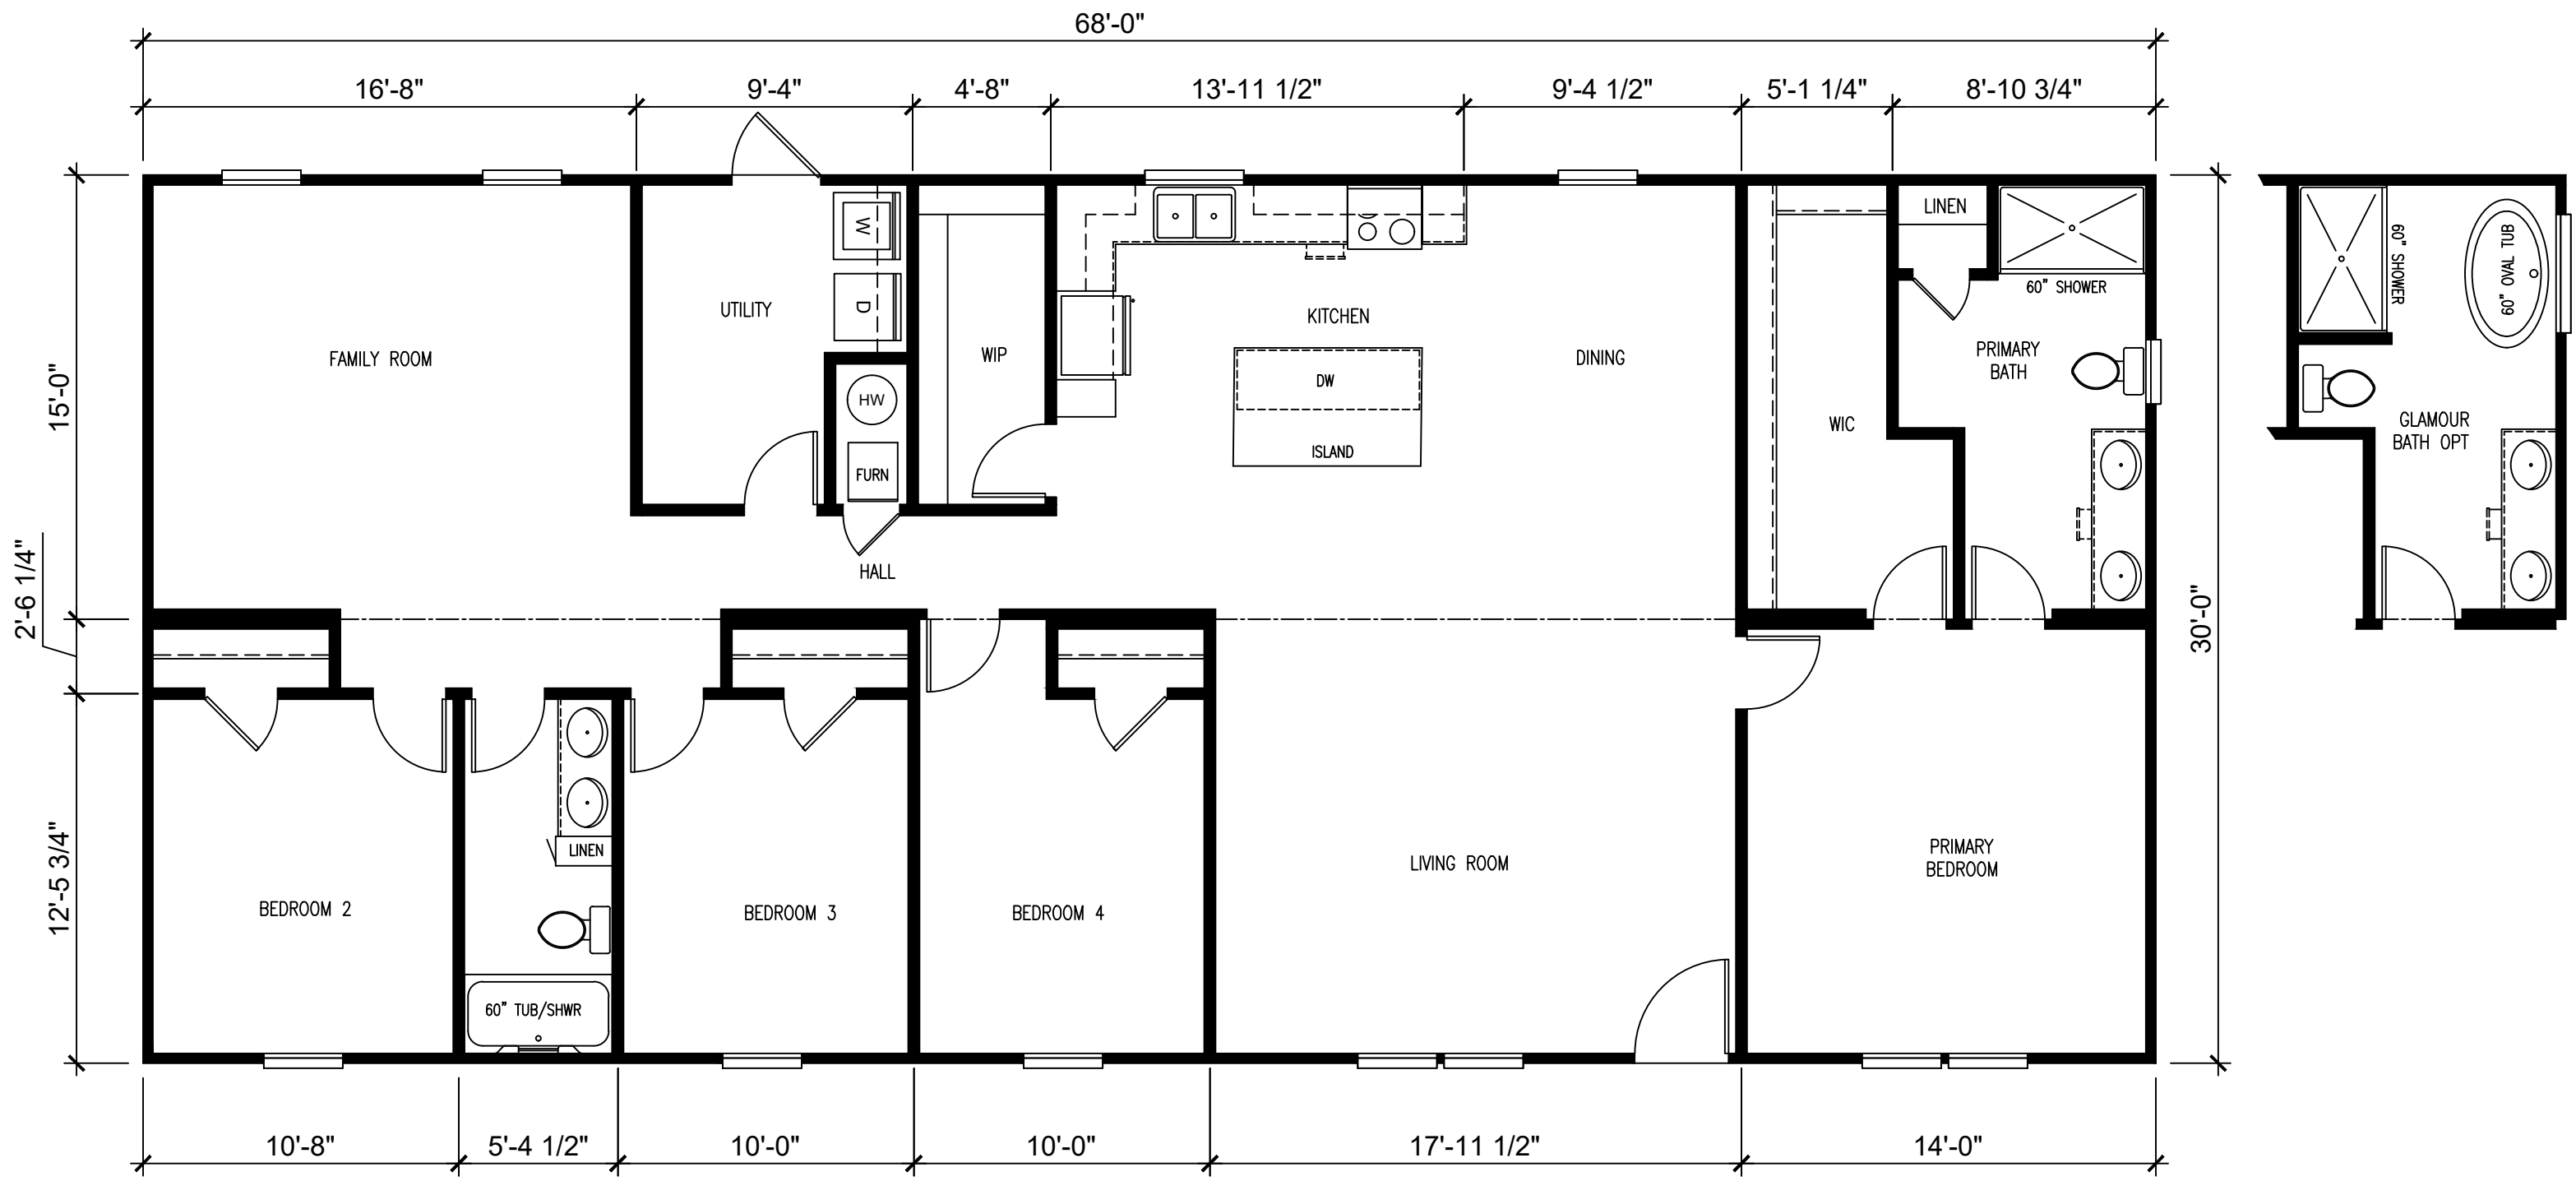 68'-0"
16'-8"
9'-4"
4'-8"
13'-11 1/2"
9'-4 1/2"
5'-1 1/4"
8'-10 3/4"
15'-0"
2'-6 1/4"
12'-5 3/4"
30'-0"
FAMILY ROOM
UTILITY
W
D
HW
FURN
HALL
WIP
KITCHEN
DW
ISLAND
DINING
WIC
LINEN
60" SHOWER
PRIMARY
BATH
60" SHOWER
60" OVAL TUB
GLAMOUR
BATH OPT
BEDROOM 2
LINEN
60" TUB/SHWR
BEDROOM 3
BEDROOM 4
LIVING ROOM
PRIMARY
BEDROOM
10'-8"
5'-4 1/2"
10'-0"
10'-0"
17'-11 1/2"
14'-0"